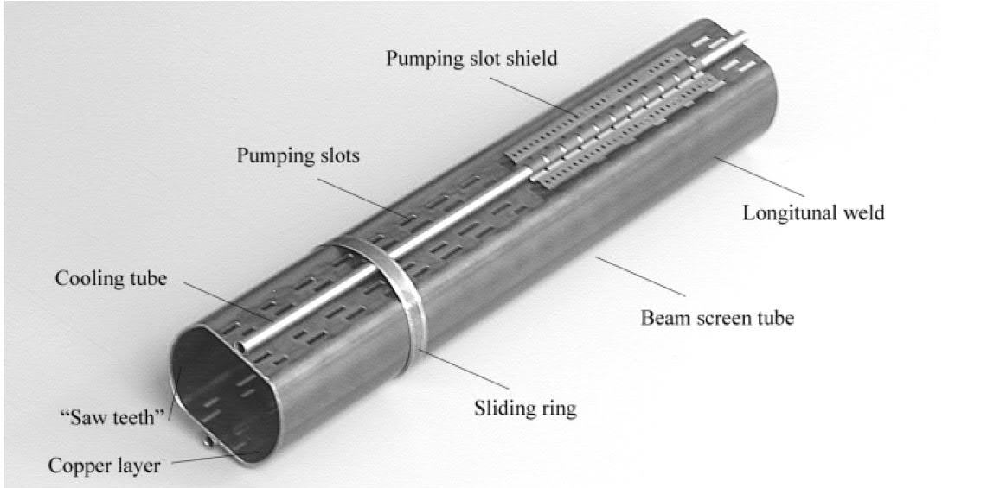 Pumping slot shield
Pumping slots
Longitunal weld
Cooling tube
Beam screen tube
Sliding ring
“Saw teeth”
Copper layer